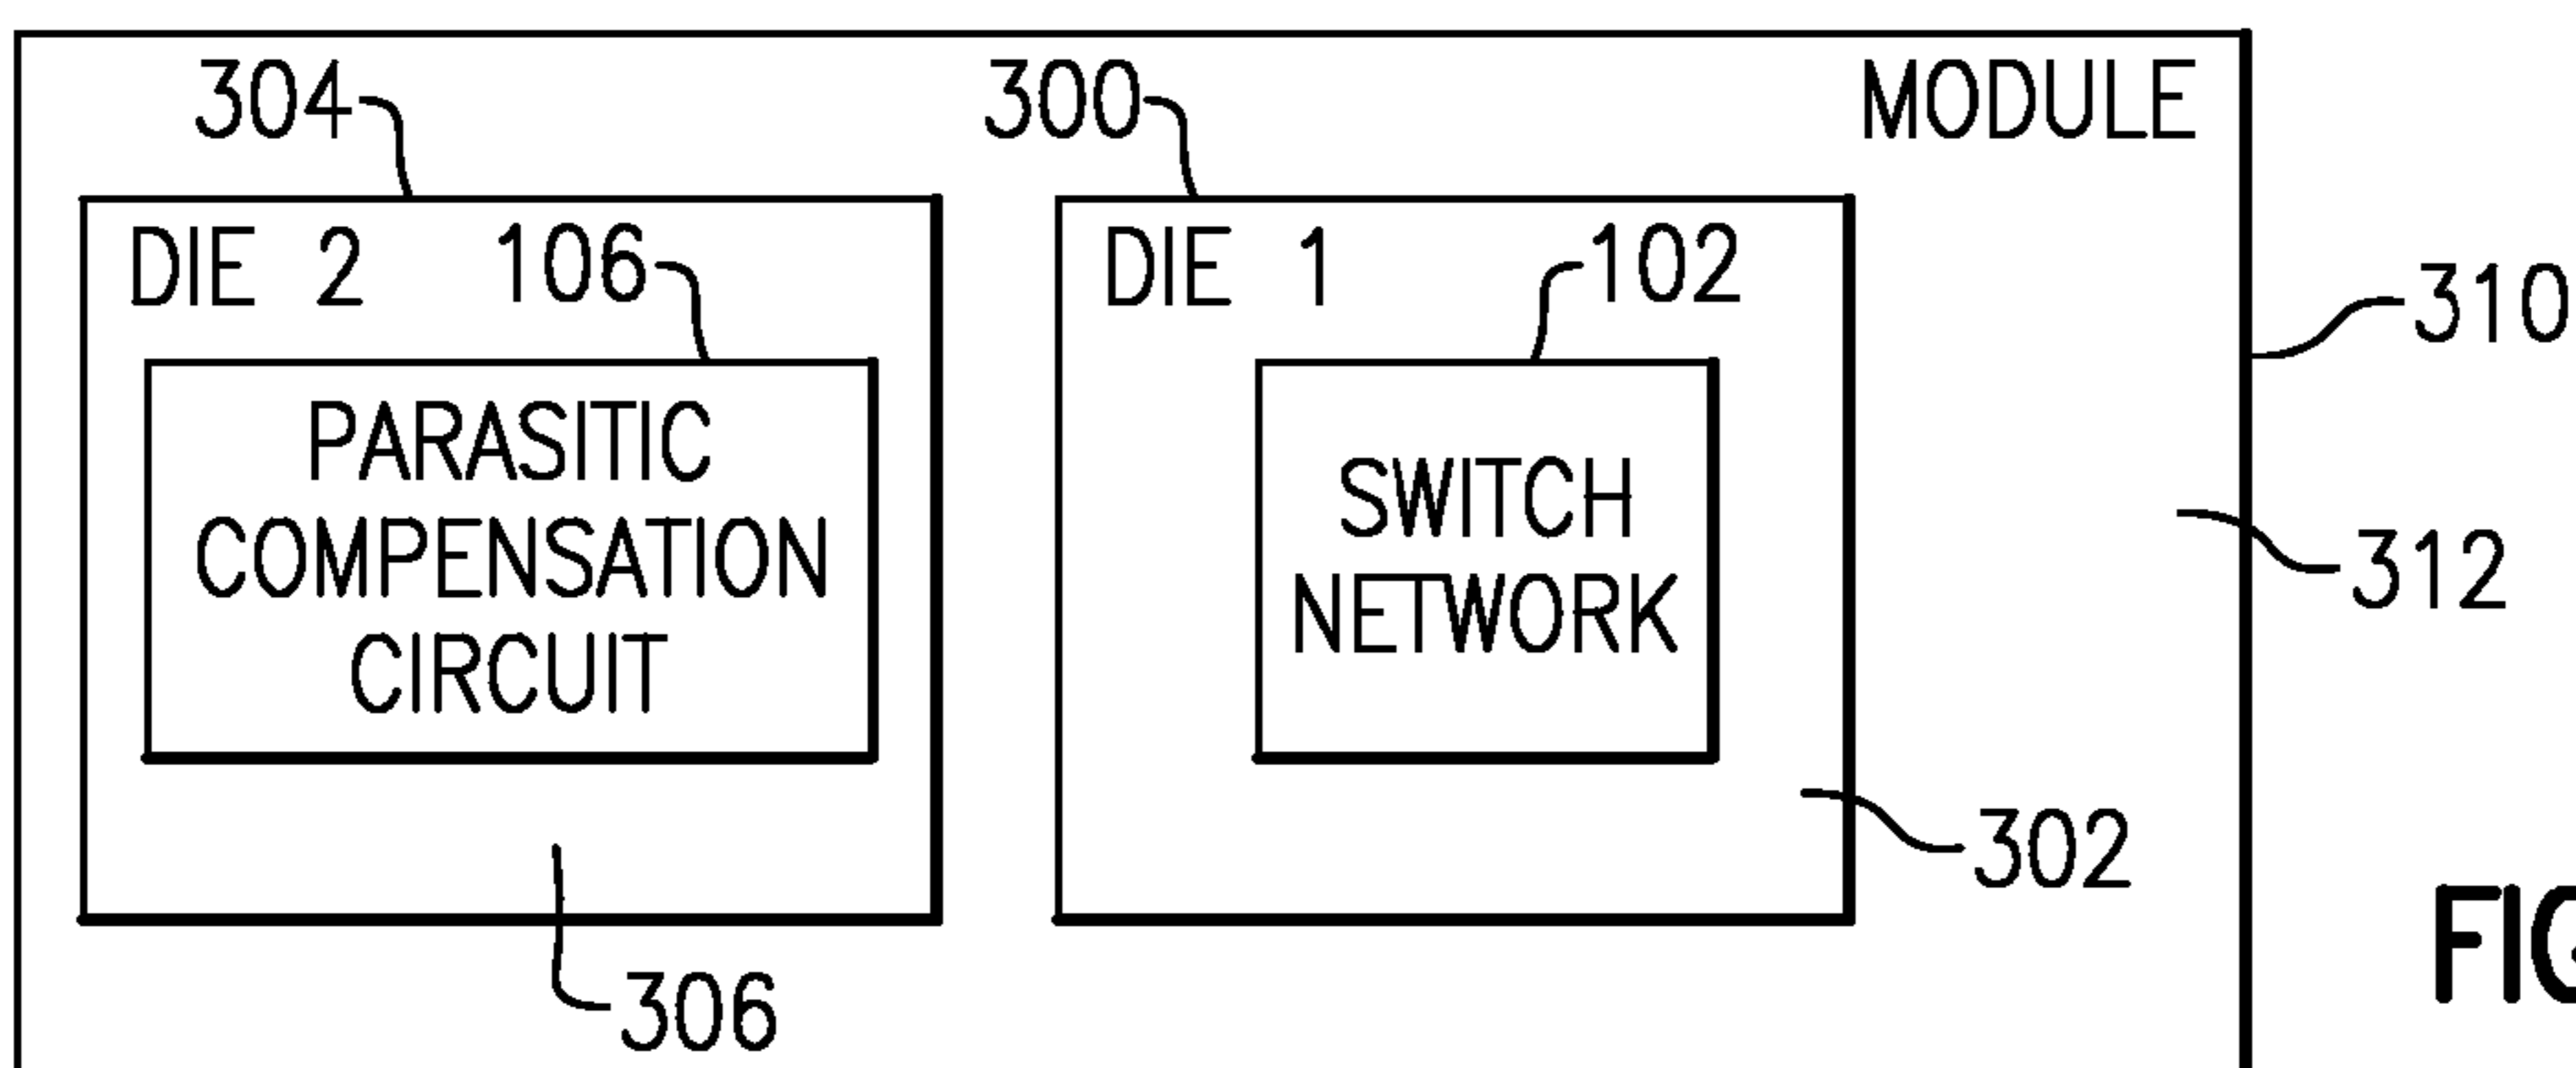 304
300
MODULE
DIE 2
106
DIE 1
102
310
PARASITIC
COMPENSATION
CIRCUIT
SWITCH
NETWORK
312
302
306